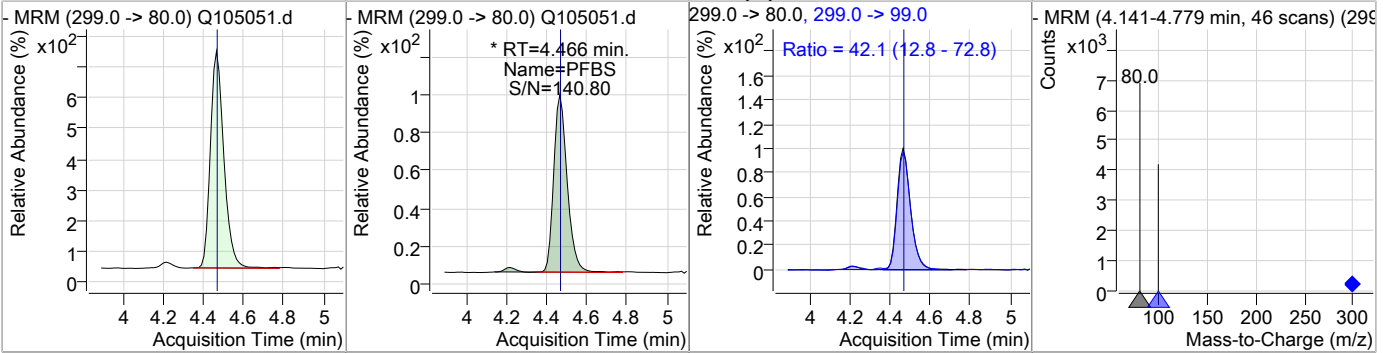 - MRM (299.0 -> 80.0) Q105051.d
x10²
Relative Abundance (%)
6
5
4
3
2
1
0
4 4.2 4.4 4.6 4.8 5
Acquisition Time (min)
- MRM (299.0 -> 80.0) Q105051.d
x10²
* RT=4.466 min.
Name=PFBS
S/N=140.80
Relative Abundance (%)
1
0.8
0.6
0.4
0.2
0
4 4.2 4.4 4.6 4.8 5
Acquisition Time (min)
299.0 -> 80.0, 299.0 -> 99.0
x10²
Ratio = 42.1 (12.8 - 72.8)
Relative Abundance (%)
1.6
1.4
1.2
1
0.8
0.6
0.4
0.2
0
4 4.2 4.4 4.6 4.8 5
Acquisition Time (min)
- MRM (4.141-4.779 min, 46 scans) (299
x10³
Counts
80.0
7
6
5
4
3
2
1
0
100 150 200 250 300
Mass-to-Charge (m/z)